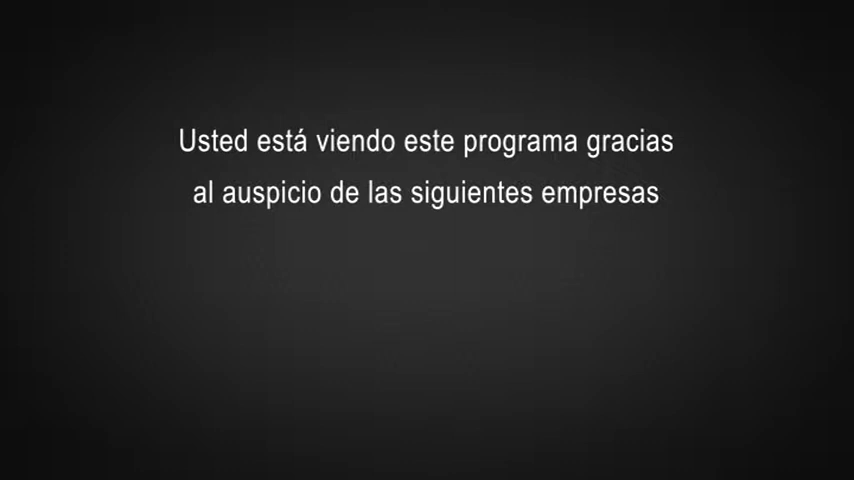 Usted está viendo este programa gracias
al auspicio de las siguientes empresas